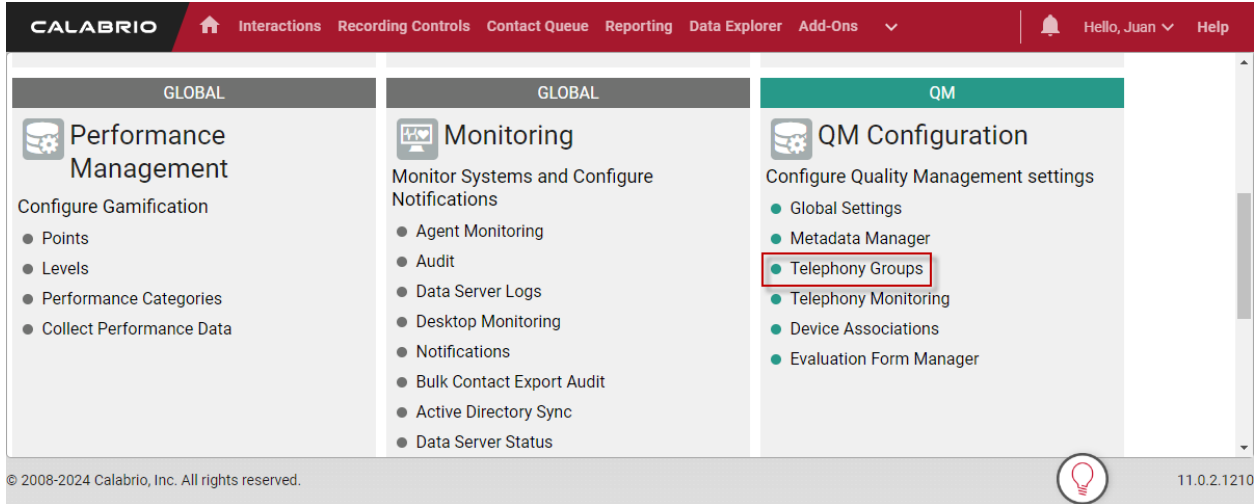 CALABRIO Interactions Recording Controls Contact Queue Reporting Data Explorer Add-Ons Hello, Juan Help
GLOBAL
Performance
Management
Configure Gamification
Points
Levels
Performance Categories
Collect Performance Data
GLOBAL
Monitoring
Monitor Systems and Configure
Notifications
Agent Monitoring
Audit
Data Server Logs
Desktop Monitoring
Notifications
Bulk Contact Export Audit
Active Directory Sync
Data Server Status
QM
QM Configuration
Configure Quality Management settings
Global Settings
Metadata Manager
Telephony Groups
Telephony Monitoring
Device Associations
Evaluation Form Manager
© 2008-2024 Calabrio, Inc. All rights reserved. 11.0.2.1210